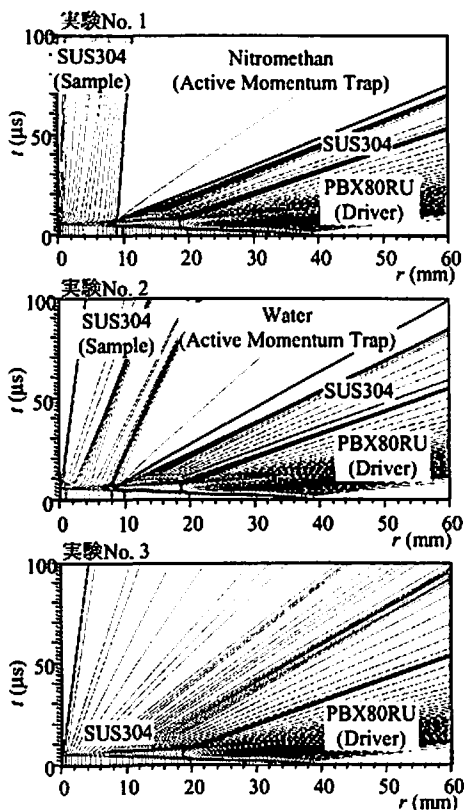 実験No. 1
100
SUS304
(Sample)
Nitromethan
(Active Momentum Trap)
t (μs)
50
SUS304
PBX80RU
(Driver)
0
0 10 20 30 40 50 60
r (mm)
実験No. 2
100
SUS304
(Sample)
Water
(Active Momentum Trap)
t (μs)
50
SUS304
PBX80RU
(Driver)
0
0 10 20 30 40 50 60
r (mm)
実験No. 3
100
t (μs)
50
PBX80RU
(Driver)
SUS304
0
0 10 20 30 40 50 60
r (mm)